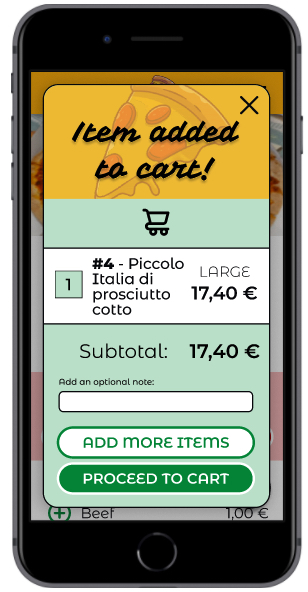 Item added
to cart!
1
#4 - Piccolo
Italia di
prosciutto
cotto
LARGE
17,40 €
Subtotal: 17,40 €
Add an optional note:
ADD MORE ITEMS
PROCEED TO CART
Beef 1,00 €